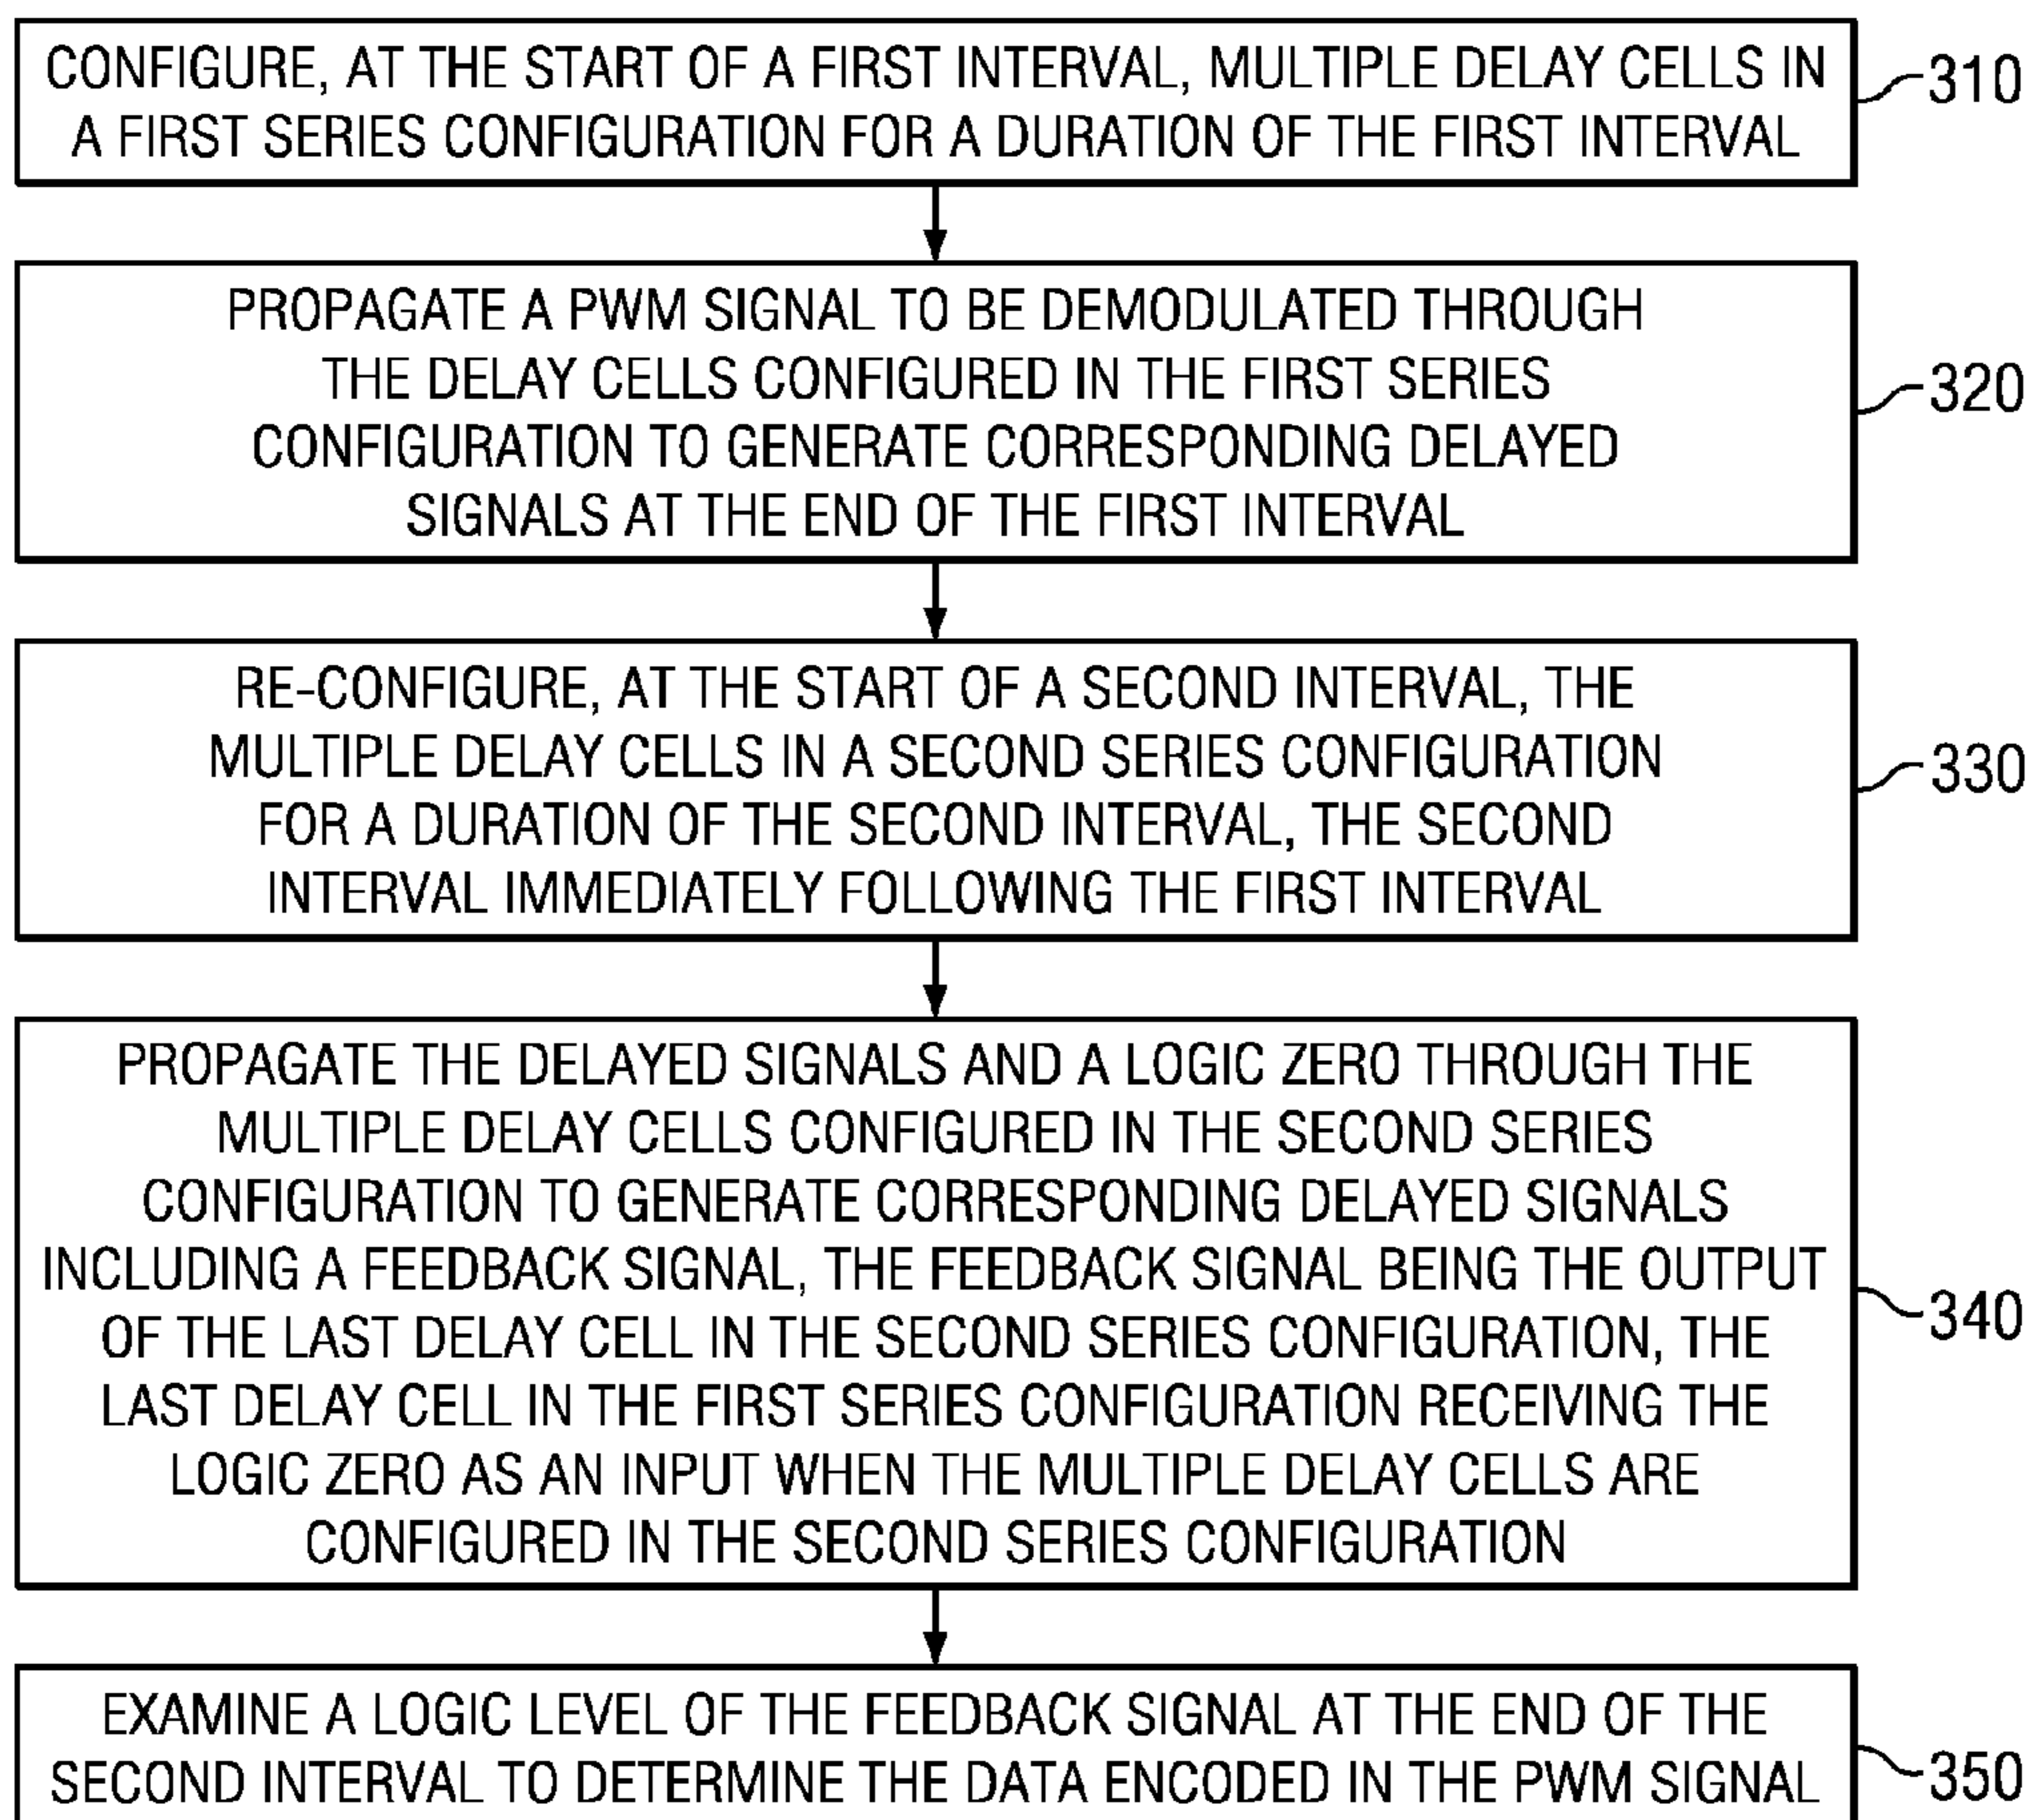 CONFIGURE, AT THE START OF A FIRST INTERVAL, MULTIPLE DELAY CELLS IN
A FIRST SERIES CONFIGURATION FOR A DURATION OF THE FIRST INTERVAL
310
PROPAGATE A PWM SIGNAL TO BE DEMODULATED THROUGH
THE DELAY CELLS CONFIGURED IN THE FIRST SERIES
CONFIGURATION TO GENERATE CORRESPONDING DELAYED
SIGNALS AT THE END OF THE FIRST INTERVAL
320
RE-CONFIGURE, AT THE START OF A SECOND INTERVAL, THE
MULTIPLE DELAY CELLS IN A SECOND SERIES CONFIGURATION
FOR A DURATION OF THE SECOND INTERVAL, THE SECOND
INTERVAL IMMEDIATELY FOLLOWING THE FIRST INTERVAL
330
PROPAGATE THE DELAYED SIGNALS AND A LOGIC ZERO THROUGH THE
MULTIPLE DELAY CELLS CONFIGURED IN THE SECOND SERIES
CONFIGURATION TO GENERATE CORRESPONDING DELAYED SIGNALS
INCLUDING A FEEDBACK SIGNAL, THE FEEDBACK SIGNAL BEING THE OUTPUT
OF THE LAST DELAY CELL IN THE SECOND SERIES CONFIGURATION, THE
LAST DELAY CELL IN THE FIRST SERIES CONFIGURATION RECEIVING THE
LOGIC ZERO AS AN INPUT WHEN THE MULTIPLE DELAY CELLS ARE
CONFIGURED IN THE SECOND SERIES CONFIGURATION
340
EXAMINE A LOGIC LEVEL OF THE FEEDBACK SIGNAL AT THE END OF THE
SECOND INTERVAL TO DETERMINE THE DATA ENCODED IN THE PWM SIGNAL
350